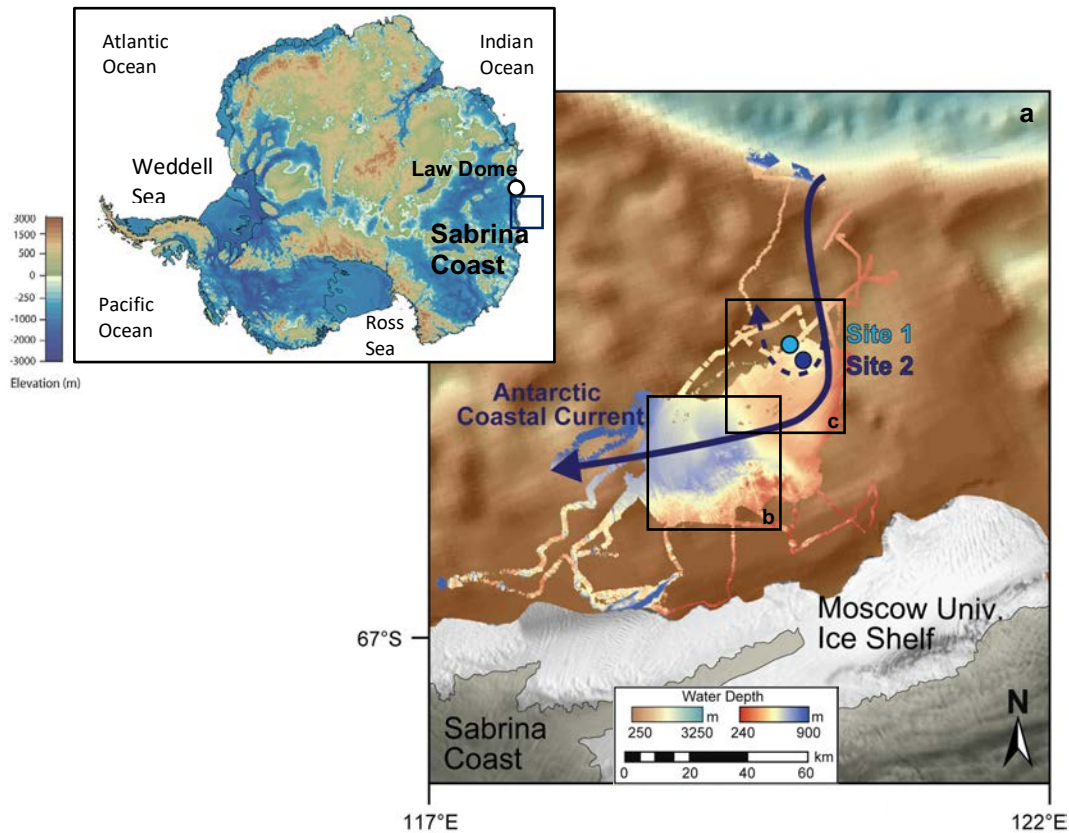 Atlantic
Ocean
Indian
Ocean
Weddell
Sea
Law Dome
Sabrina
Coast
Pacific
Ocean
Ross
Sea
3000
1500
500
0
-250
-1000
-2000
-3000
Elevation (m)
a
Site 1
Site 2
Antarctic
Coastal Current
c
b
Moscow Univ.
Ice Shelf
67°S
Sabrina
Coast
Water Depth
m
250 3250
m
240 900
km
0 20 40 60
N
117°E
122°E